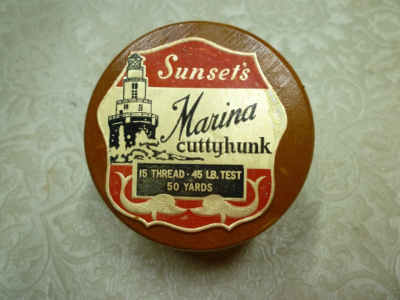 Sunset's
Marina
cuttyhunk
15 THREAD - 45 LB. TEST
50 YARDS